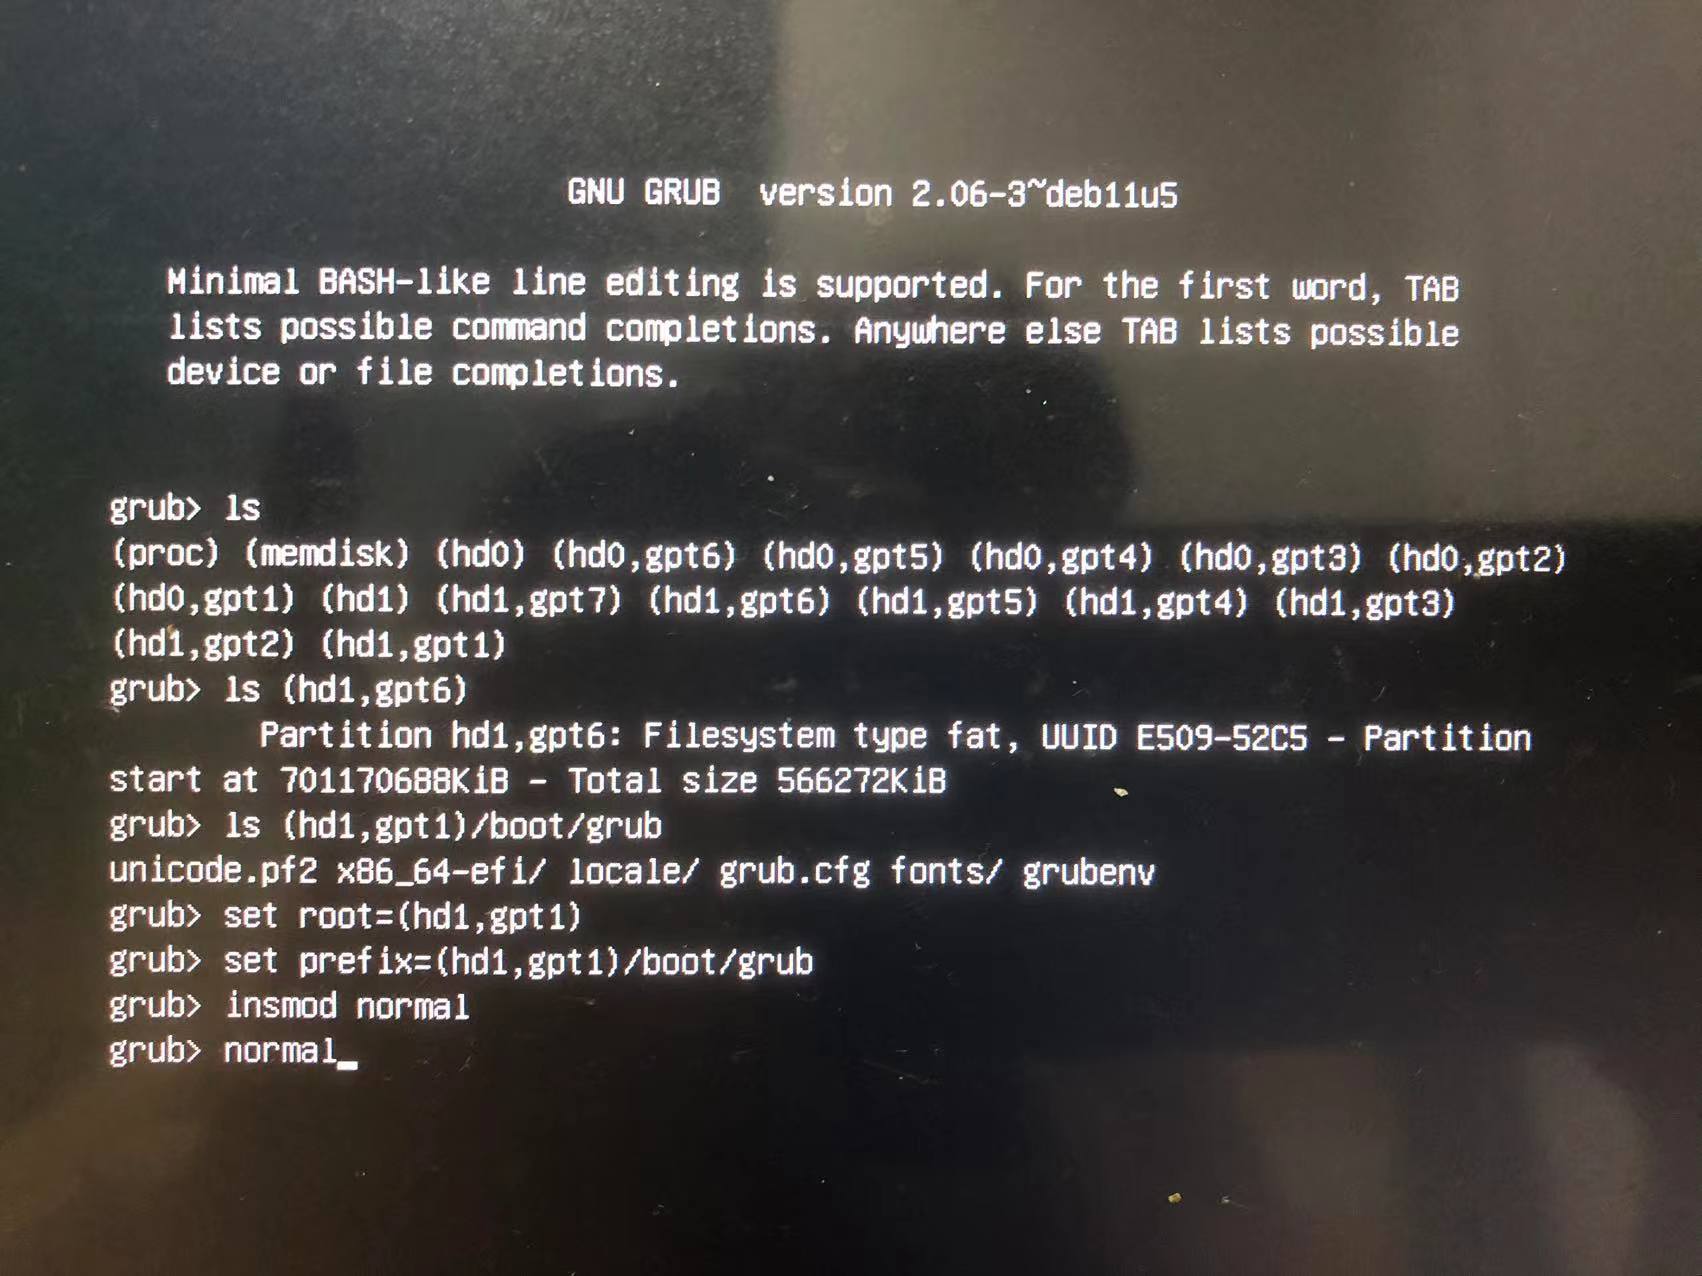 GNU GRUB version 2.06-3~deb11u5
Minimal BASH-like line editing is supported. For the first word, TAB
lists possible command completions. Anywhere else TAB lists possible
device or file completions.
grub> ls
(proc) (memdisk) (hd0) (hd0,gpt6) (hd0,gpt5) (hd0,gpt4) (hd0,gpt3) (hd0,gpt2)
(hd0,gpt1) (hd1) (hd1,gpt7) (hd1,gpt6) (hd1,gpt5) (hd1,gpt4) (hd1,gpt3)
(hd1,gpt2) (hd1,gpt1)
grub> ls (hd1,gpt6)
Partition hd1,gpt6: Filesystem type fat, UUID E509-52C5 - Partition
start at 701170688KiB - Total size 566272KiB
grub> ls (hd1,gpt1)/boot/grub
unicode.pf2 x86_64-efi/ locale/ grub.cfg fonts/ grubenv
grub> set root=(hd1,gpt1)
grub> set prefix=(hd1,gpt1)/boot/grub
grub> insmod normal
grub> normal_